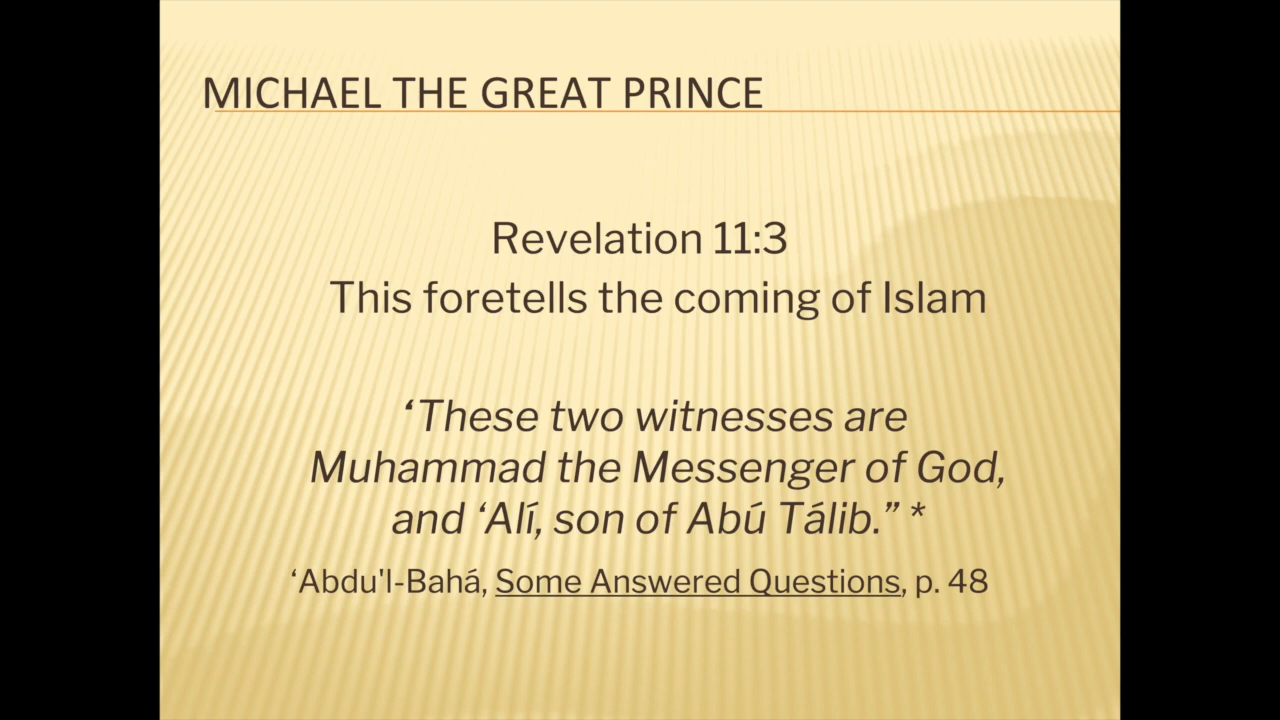 MICHAEL THE GREAT PRINCE
Revelation 11:3
This foretells the coming of Islam
‘These two witnesses are
Muhammad the Messenger of God,
and ‘Alí, son of Abú Tálib.” *
‘Abdu'l-Bahá, Some Answered Questions, p. 48